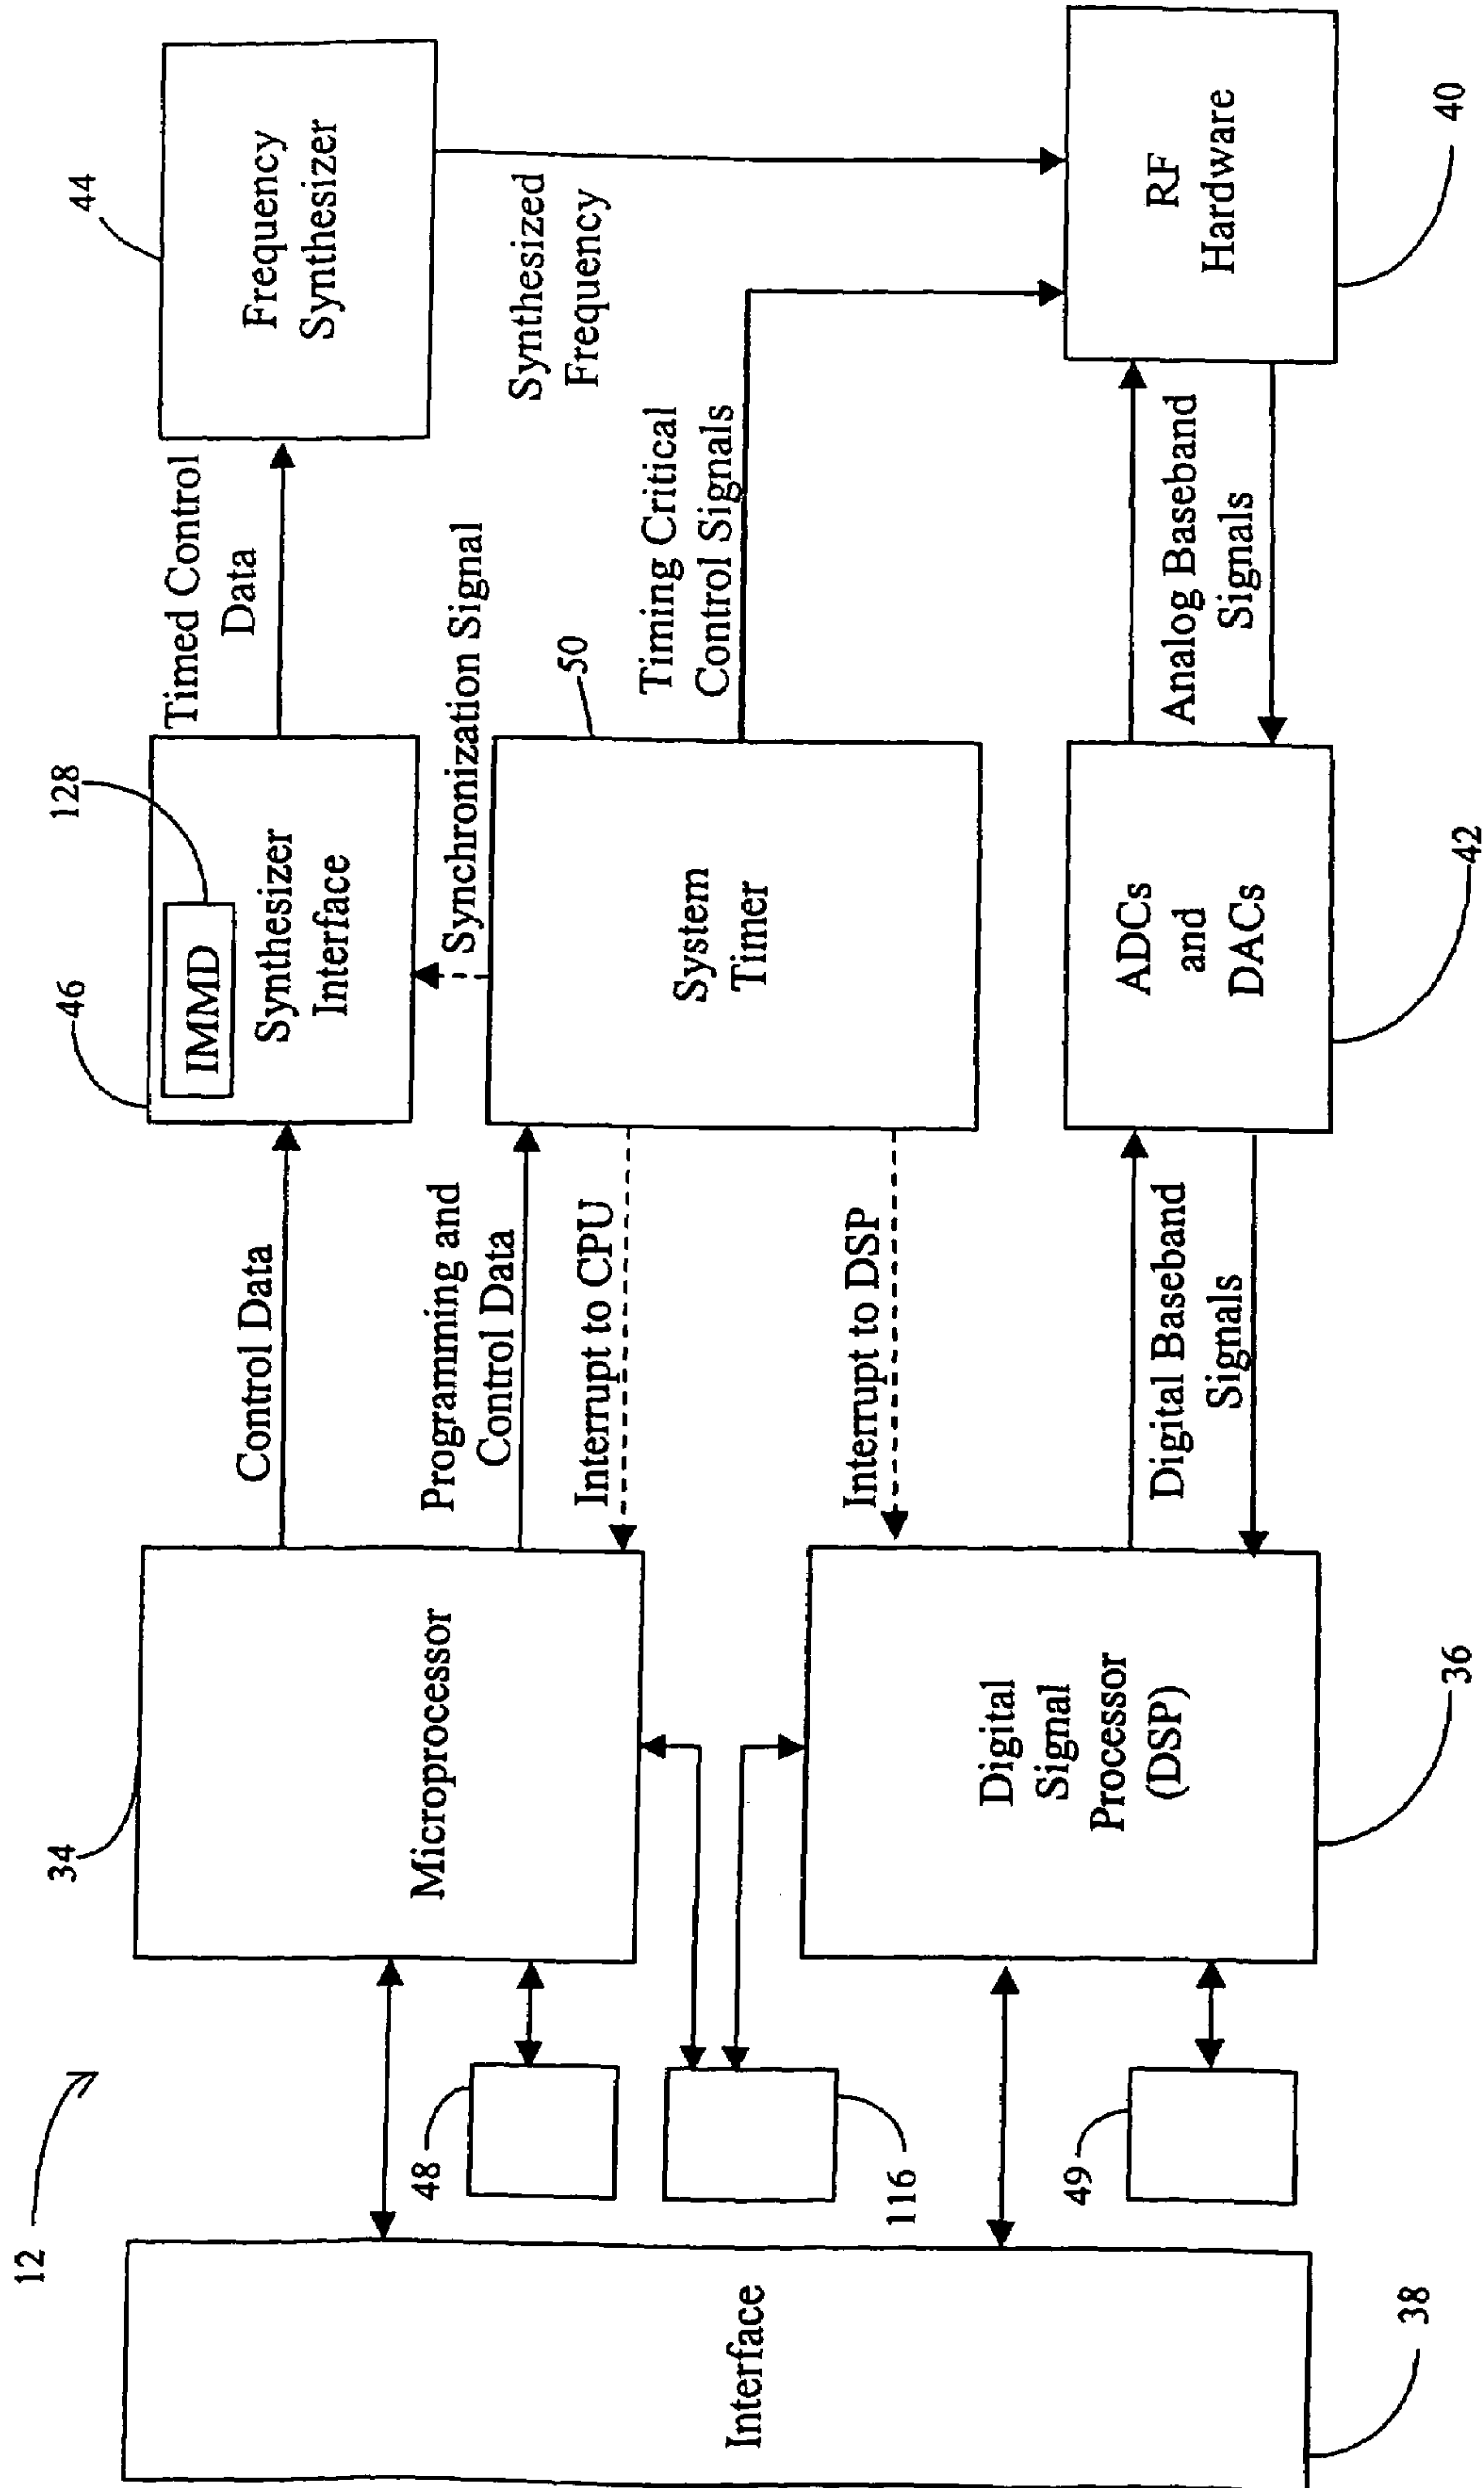 12
34
Microprocessor
48
116
49
Interface
38
Digital
Signal
Processor
(DSP)
36
Control Data
Programming and
Control Data
Interrupt to CPU
Interrupt to DSP
Digital Baseband
Signals
46
128
IMMD
Synthesizer
Interface
Synchronization Signal
System
Timer
50
ADCs
and
DACs
42
Timed Control
Data
Timing Critical
Control Signals
Analog Baseband
Signals
44
Frequency
Synthesizer
Synthesized
Frequency
RF
Hardware
40